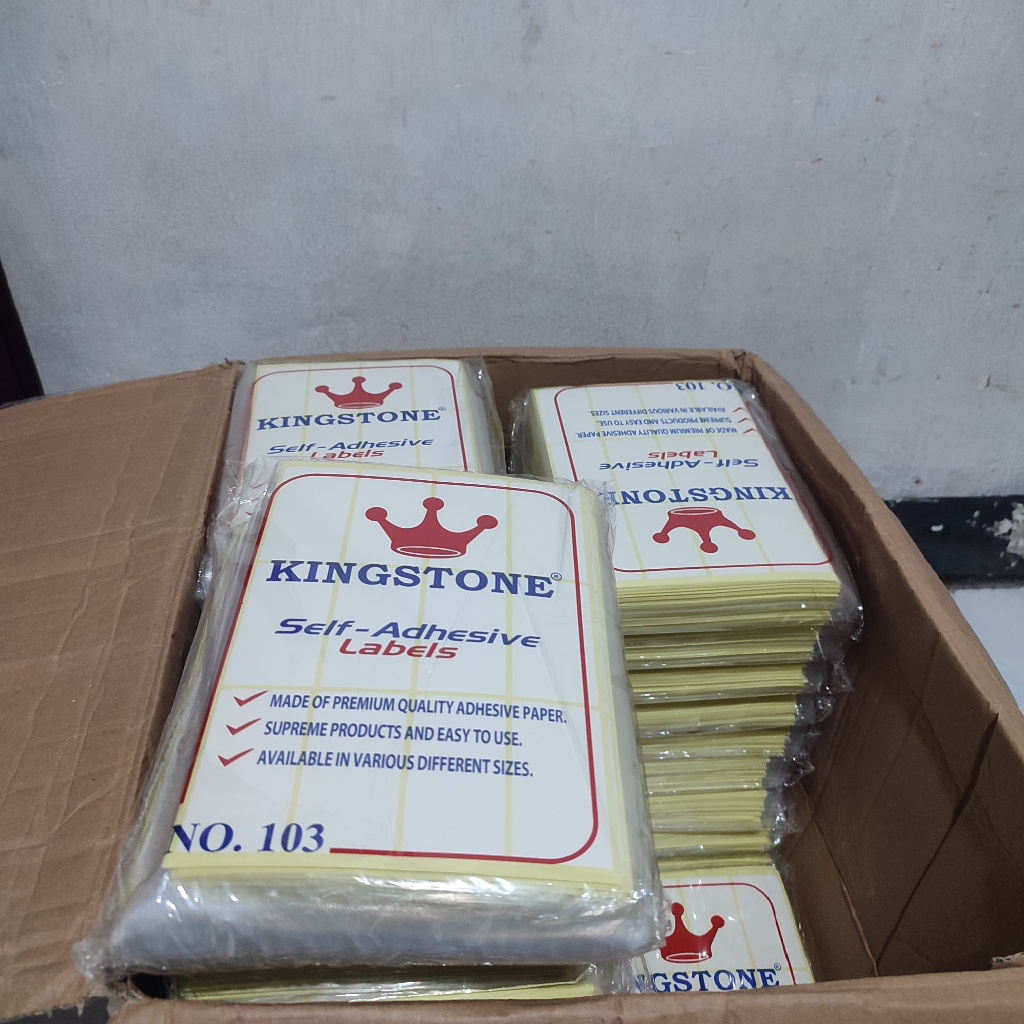 KINGSTONE®
Self-Adhesive
Labels
KINGSTONE®
Self-Adhesive
Labels
MADE OF PREMIUM QUALITY ADHESIVE PAPER.
SUPREME PRODUCTS AND EASY TO USE.
AVAILABLE IN VARIOUS DIFFERENT SIZES.
NO. 103
KINGSTONE
Self-Adhesive
Labels
MADE OF PREMIUM QUALITY ADHESIVE PAPER.
SUPREME PRODUCTS AND EASY TO USE.
AVAILABLE IN VARIOUS DIFFERENT SIZES.
O. 103
NGSTONE®